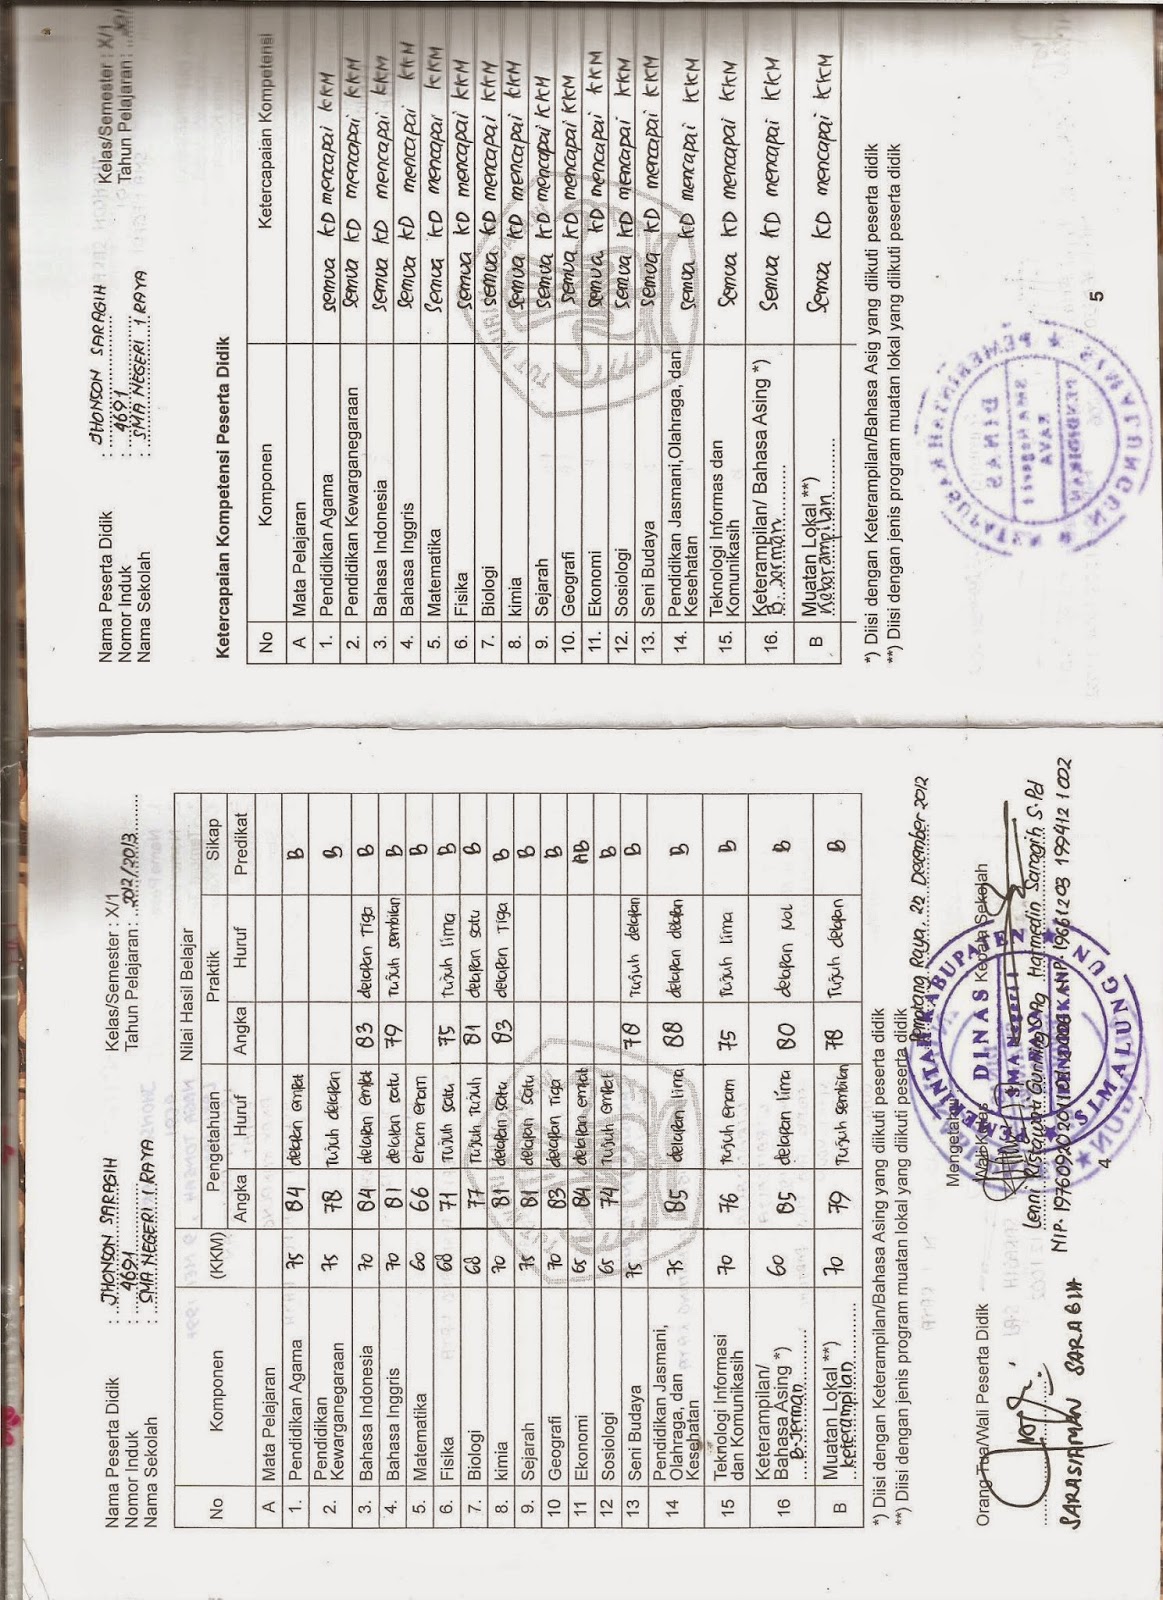 Nama Peserta Didik : JHONSON SARAGIH Kelas/Semester : X/1
Nomor Induk : 4691 Tahun Pelajaran : 2012/2013
Nama Sekolah : SMA NEGERI 1 RAYA
No Komponen (KKM) Nilai Hasil Belajar
Pengetahuan Praktik Sikap
Angka Huruf Angka Huruf Predikat
A Mata Pelajaran
1. Pendidikan Agama 75 84 delapan empat B
2. Pendidikan Kewarganegaraan 75 78 Tujuh delapan B
3. Bahasa Indonesia 70 84 delapan empat 83 delapan Tiga B
4. Bahasa Inggris 70 81 delapan satu 79 Tujuh sembilan B
5. Matematika 60 66 enam enam B
6. Fisika 68 71 Tujuh satu 75 Tujuh lima B
7. Biologi 68 77 Tujuh Tujuh 81 delapan satu B
8. kimia 70 81 delapan satu 83 delapan Tiga B
9. Sejarah 75 81 delapan satu B
10 Geografi 70 83 delapan Tiga B
11 Ekonomi 65 84 delapan empat AB
12 Sosiologi 65 74 Tujuh empat B
13 Seni Budaya 75 78 Tujuh delapan B
14 Pendidikan Jasmani, Olahraga, dan Kesehatan 75 85 delapan lima 88 delapan delapan B
15 Teknologi Informasi dan Komunikasih 70 76 Tujuh enam 75 Tujuh lima B
16 Keterampilan/ Bahasa Asing *) B. Jerman 60 85 delapan lima 80 delapan Nol B
B Muatan Lokal **) keterampilan 70 79 Tujuh sembilan 78 Tujuh delapan B
*) Diisi dengan Keterampilan/Bahasa Asing yang diikuti peserta didik
**) Diisi dengan jenis program muatan lokal yang diikuti peserta didik
Pematang Raya, 22 Desember 2012
Mengetahui
Orang Tua/Wali Peserta Didik Wali Kelas Kepala Sekolah
SARASIAMAN SARAGIH
Harmedin Saragih S.Pd
NIP. 19661203 199412 1 002
PEMERINTAH KABUPATEN
DINAS
SMA NEGERI 1
RAYA
PENDIDIKAN
SIMALUNGUN
4
Nama Peserta Didik : JHONSON SARAGIH Kelas/Semester : X/1
Nomor Induk : 4691 Tahun Pelajaran :
Nama Sekolah : SMA NEGERI 1 RAYA
Ketercapaian Kompetensi Peserta Didik
No Komponen Ketercapaian Kompetensi
A Mata Pelajaran
1. Pendidikan Agama semua KD mencapai KKM
2. Pendidikan Kewarganegaraan semua KD mencapai KKM
3. Bahasa Indonesia semua KD mencapai KKM
4. Bahasa Inggris semua KD mencapai KKM
5. Matematika semua KD mencapai KKM
6. Fisika semua KD mencapai KKM
7. Biologi semua KD mencapai KKM
8. kimia semua KD mencapai KKM
9. Sejarah semua KD mencapai KKM
10. Geografi semua KD mencapai KKM
11. Ekonomi semua KD mencapai KKM
12. Sosiologi semua KD mencapai KKM
13. Seni Budaya semua KD mencapai KKM
14. Pendidikan Jasmani,Olahraga, dan Kesehatan semua KD mencapai KKM
15. Teknologi Informas dan Komunikasih semua KD mencapai KKM
16. Keterampilan/ Bahasa Asing *) B. Jerman Semua KD mencapai KKM
B Muatan Lokal **) Keterampilan Semua KD mencapai KKM
*) Diisi dengan Keterampilan/Bahasa Asig yang diikuti peserta didik
**) Diisi dengan jenis program muatan lokal yang diikuti peserta didik
DINAS
SMA Negeri 1
RAYA
PENDIDIKAN
5